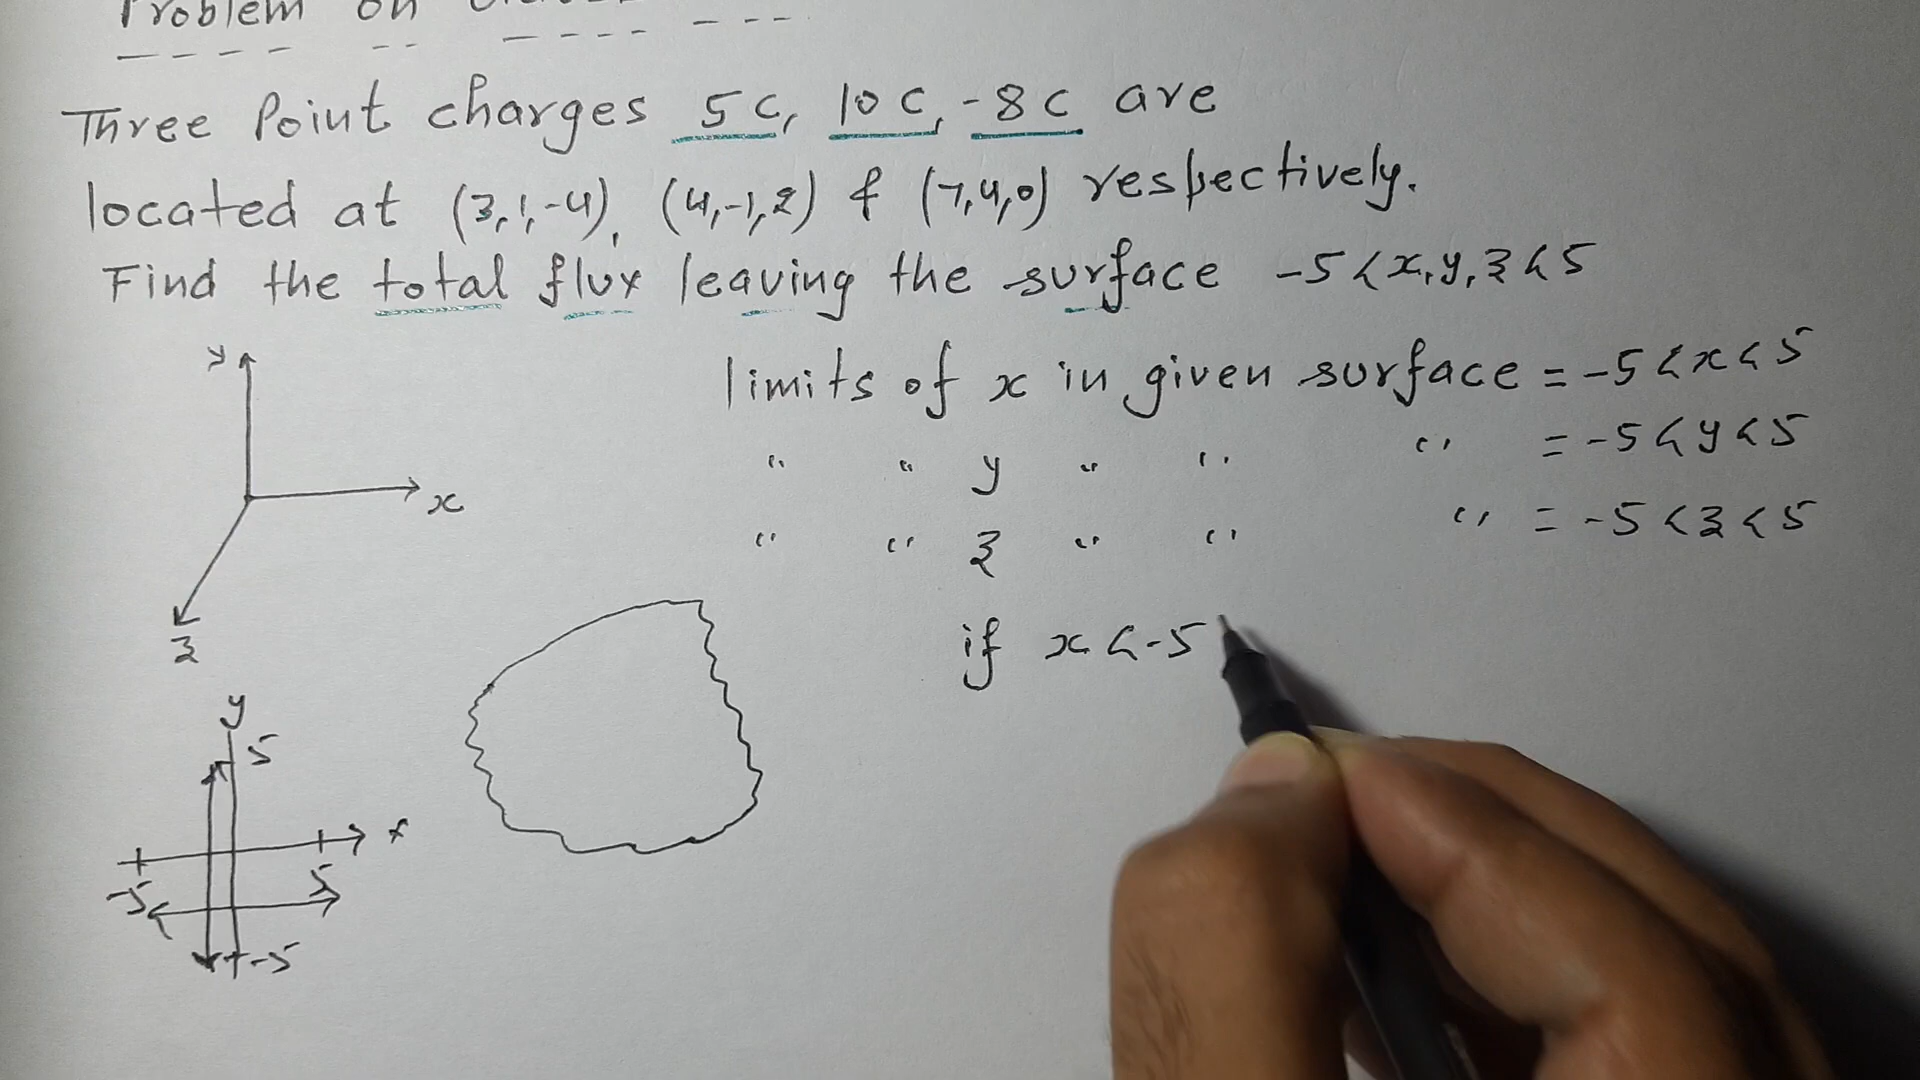 Problem on
Three Point charges 5C, 10C, -8C are
located at (3,1,-4), (4,-1,2) & (7,4,0) respectively.
Find the total flux leaving the surface -5<x,y,z<5
limits of x in given surface = -5<x<5
" " y " " " = -5<y<5
" " z " " " = -5<z<5
if x<-5
y
x
z
y
5
x
-5
5
-5